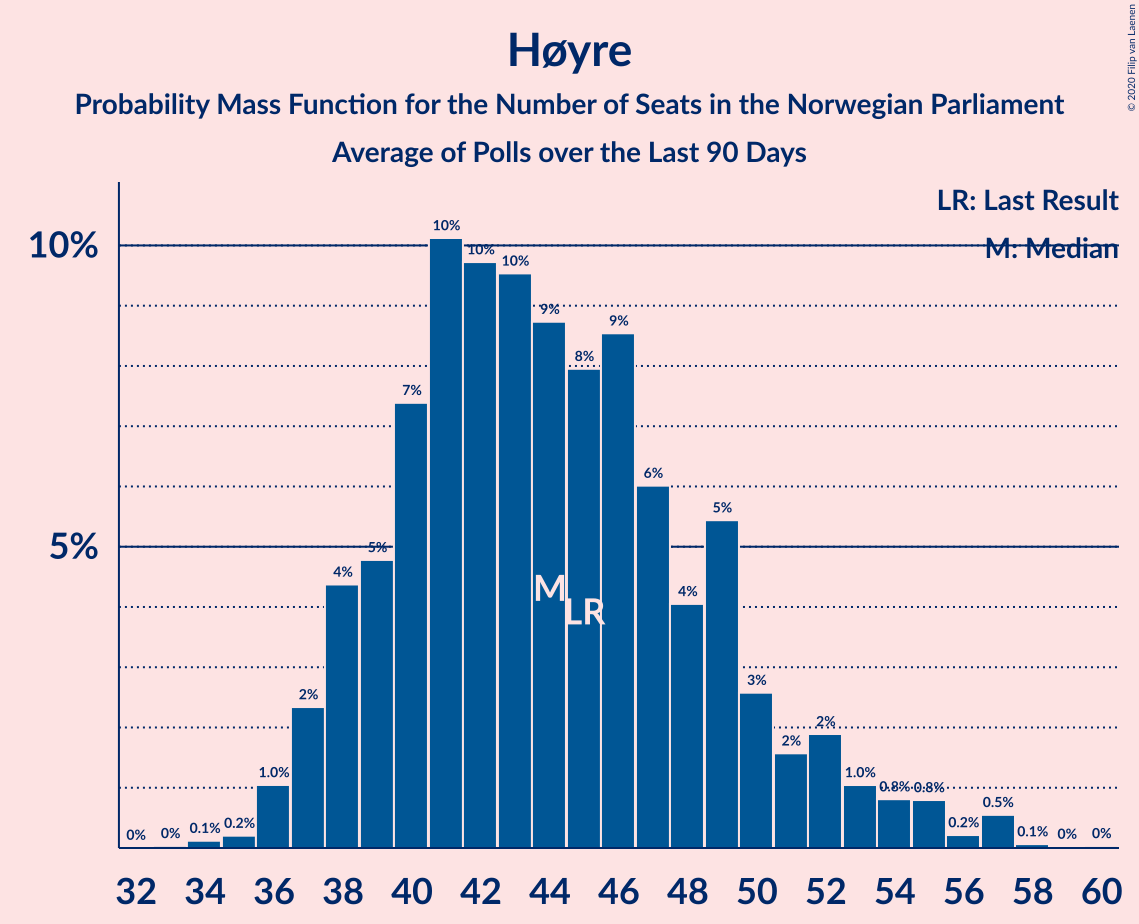 Høyre
Probability Mass Function for the Number of Seats in the Norwegian Parliament
Average of Polls over the Last 90 Days
© 2020 Filip van Laenen
LR: Last Result
M: Median
10%
5%
0% 0% 0.1% 0.2% 1.0% 2% 4% 5% 7% 10% 10% 10% 9% 8% 9% 6% 4% 5% 3% 2% 2% 1.0% 0.8% 0.8% 0.2% 0.5% 0.1% 0% 0%
M
LR
32 34 36 38 40 42 44 46 48 50 52 54 56 58 60